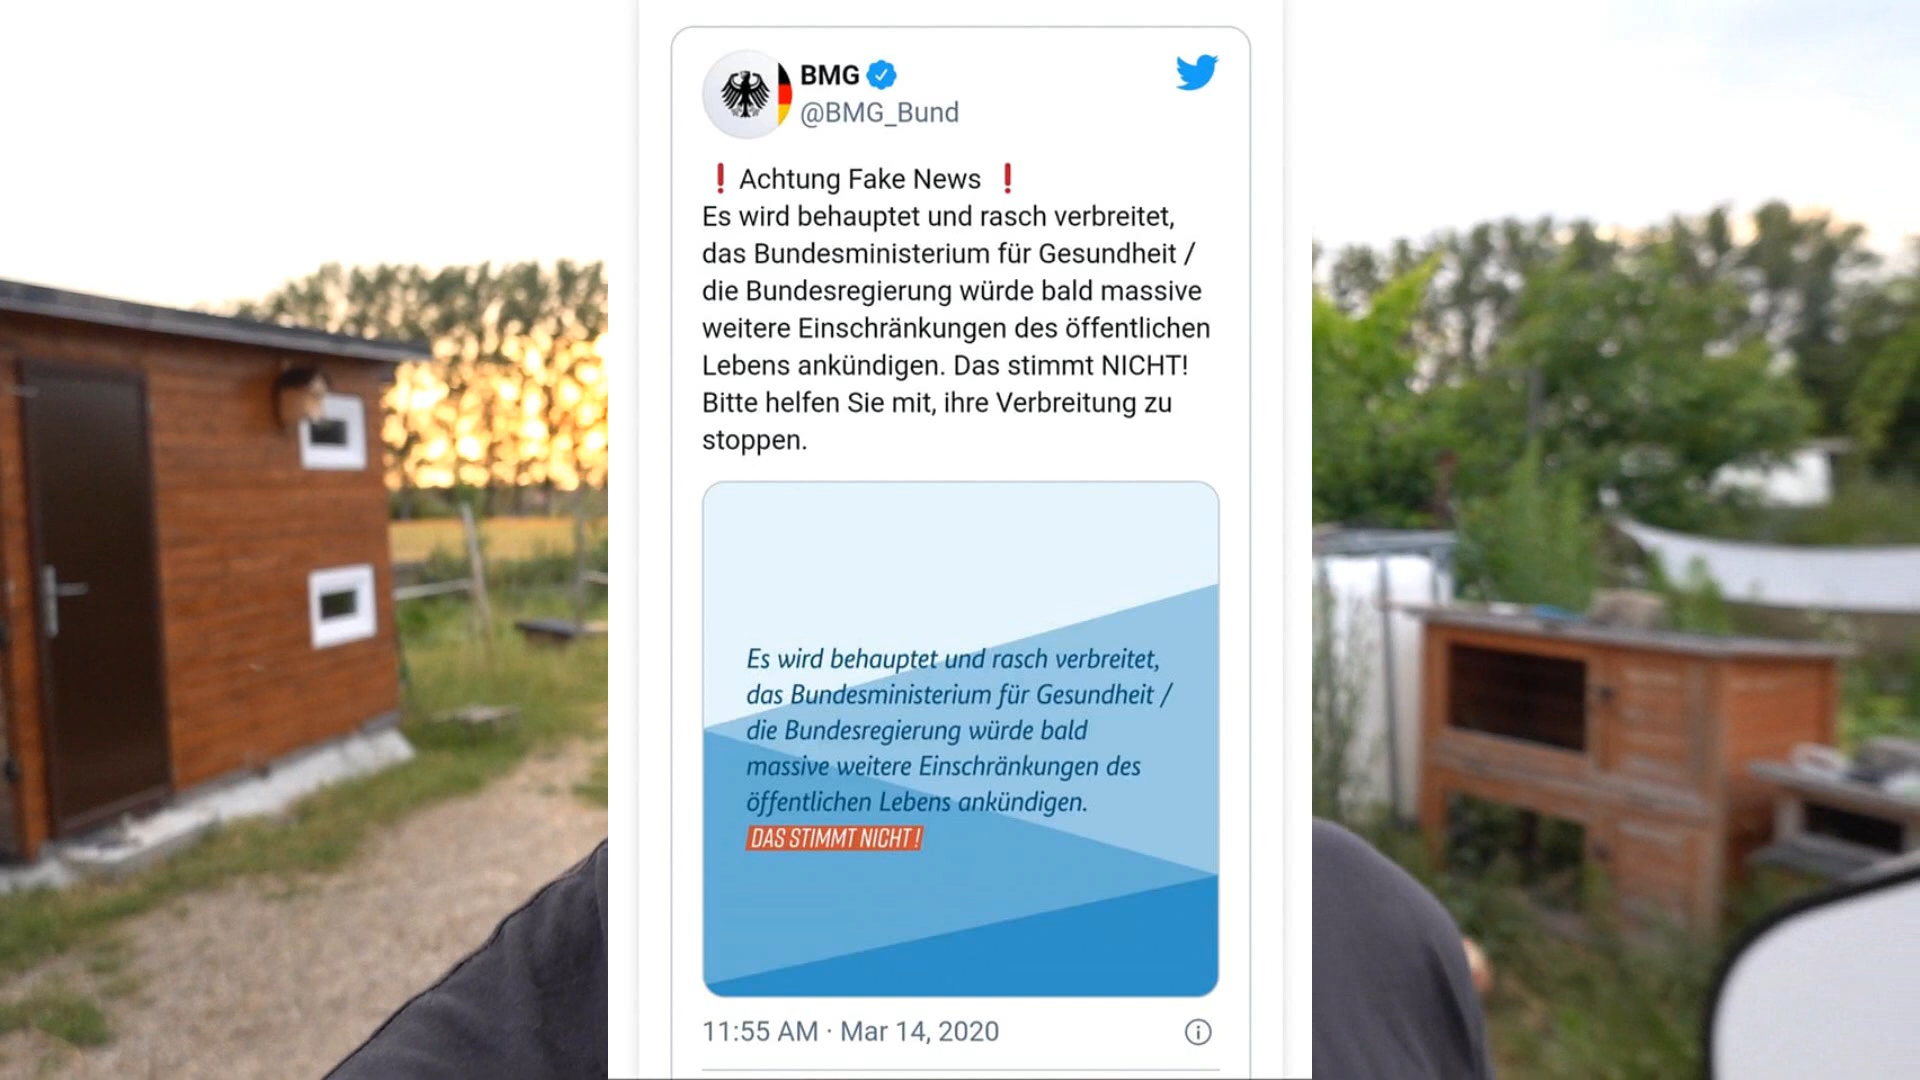 BMG
@BMG_Bund
❗ Achtung Fake News ❗
Es wird behauptet und rasch verbreitet,
das Bundesministerium für Gesundheit /
die Bundesregierung würde bald massive
weitere Einschränkungen des öffentlichen
Lebens ankündigen. Das stimmt NICHT!
Bitte helfen Sie mit, ihre Verbreitung zu
stoppen.
Es wird behauptet und rasch verbreitet,
das Bundesministerium für Gesundheit /
die Bundesregierung würde bald
massive weitere Einschränkungen des
öffentlichen Lebens ankündigen.
DAS STIMMT NICHT!
11:55 AM · Mar 14, 2020